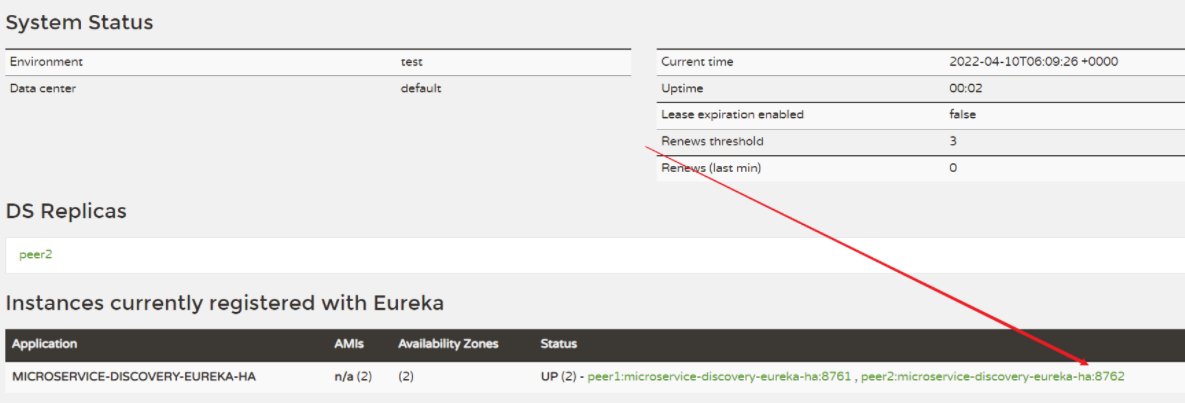 System Status
Environment test
Data center default
Current time 2022-04-10T06:09:26 +0000
Uptime 00:02
Lease expiration enabled false
Renews threshold 3
Renews (last min) 0
DS Replicas
peer2
Instances currently registered with Eureka
Application AMIs Availability Zones Status
MICROSERVICE-DISCOVERY-EUREKA-HA n/a (2) (2) UP (2) - peer1:microservice-discovery-eureka-ha:8761 , peer2:microservice-discovery-eureka-ha:8762